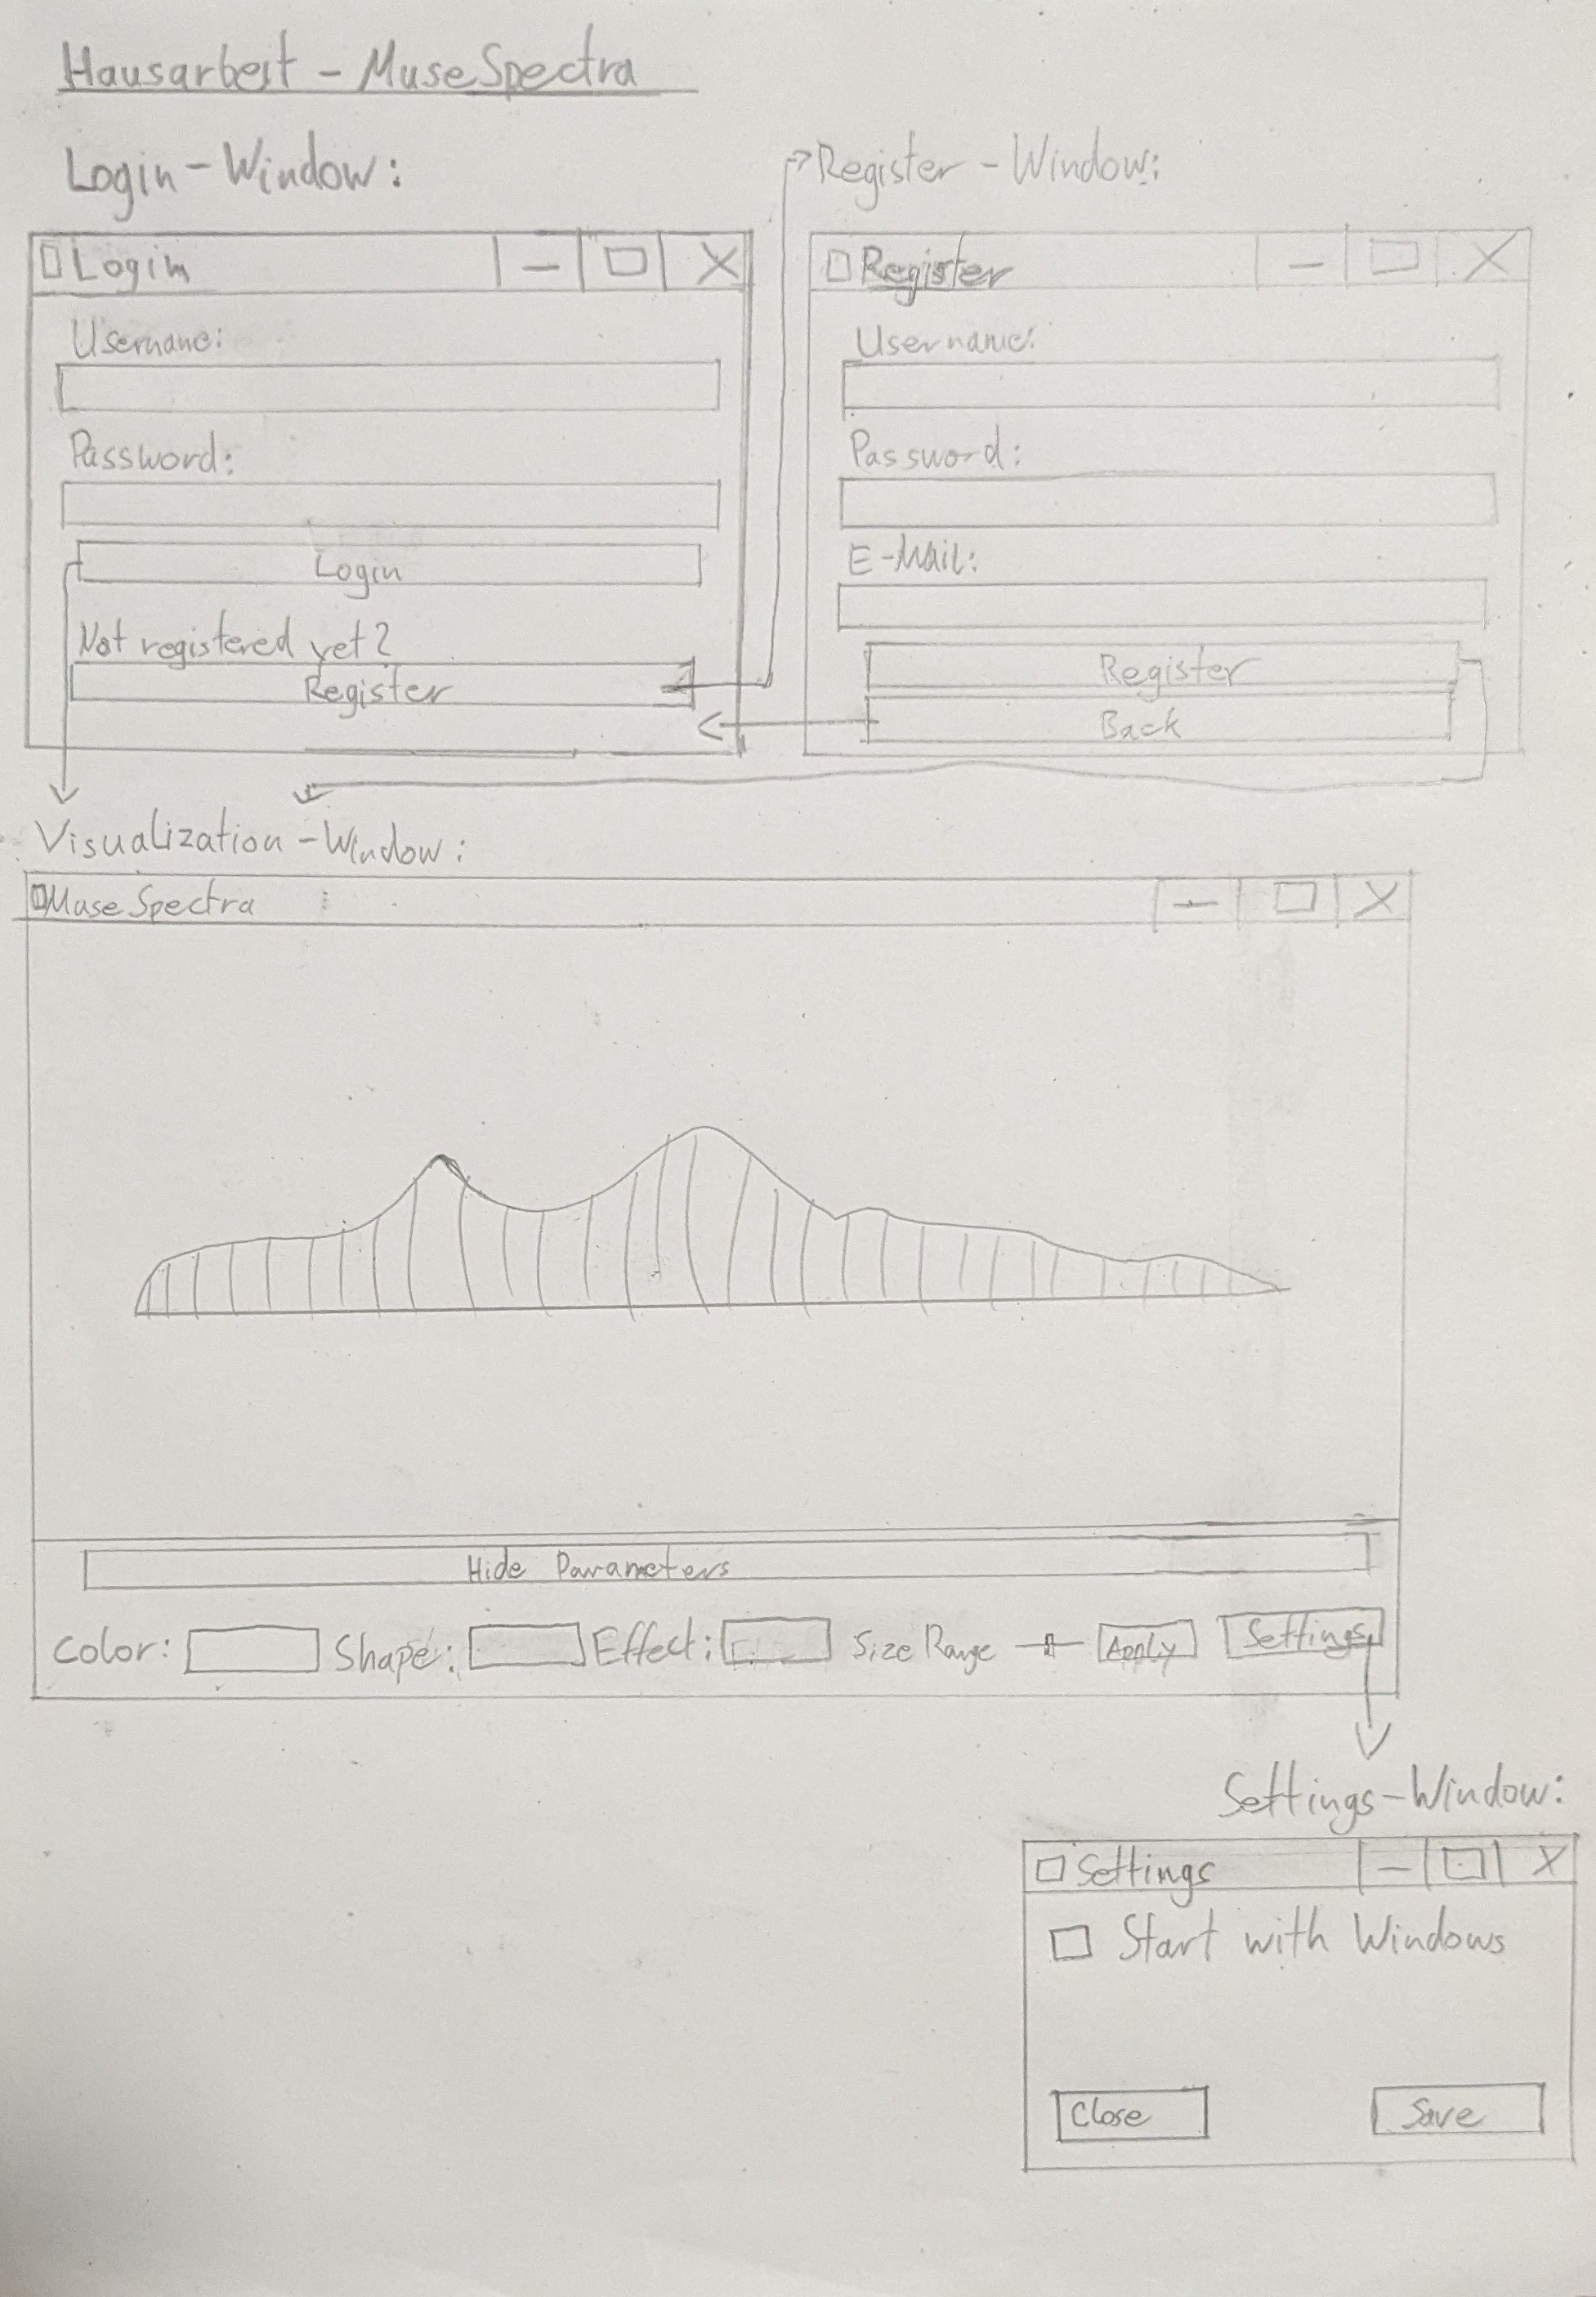 Hausarbeit - MuseSpectra
Login-Window:
Login
Username:
Password:
Login
Not registered yet?
Register
Register-Window:
Register
Username:
Password:
E-Mail:
Register
Back
Visualization-Window:
MuseSpectra
Hide Parameters
Color: Shape: Effect: Size Range Apply Settings
Settings-Window:
Settings
Start with Windows
Close Save